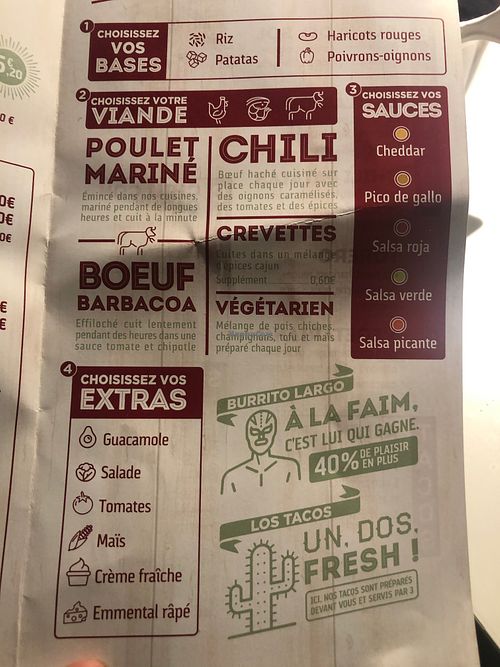 1 CHOISISSEZ
VOS
BASES
Riz
Patatas
Haricots rouges
Poivrons-oignons
2 CHOISISSEZ VOTRE
VIANDE
POULET
MARINÉ
Émincé dans nos cuisines,
mariné pendant de longues
heures et cuit à la minute
BOEUF
BARBACOA
Effiloché cuit lentement
pendant des heures dans une
sauce tomate et chipotle
CHILI
Bœuf haché cuisiné sur
place chaque jour avec
des oignons caramélisés,
des tomates et des épices
CREVETTES
Cuites dans un mélange
d'épices cajun
Supplément 0,60€
VÉGÉTARIEN
Mélange de pois chiches,
champignons, tofu et maïs
préparé chaque jour
3 CHOISISSEZ VOS
SAUCES
Cheddar
Pico de gallo
Salsa roja
Salsa verde
Salsa picante
4 CHOISISSEZ VOS
EXTRAS
Guacamole
Salade
Tomates
Maïs
Crème fraîche
Emmental râpé
BURRITO LARGO
À LA FAIM,
C'EST LUI QUI GAGNE.
40% DE PLAISIR
EN PLUS
LOS TACOS
UN, DOS,
FRESH !
ICI, NOS TACOS SONT PRÉPARÉS
DEVANT VOUS ET SERVIS PAR 3